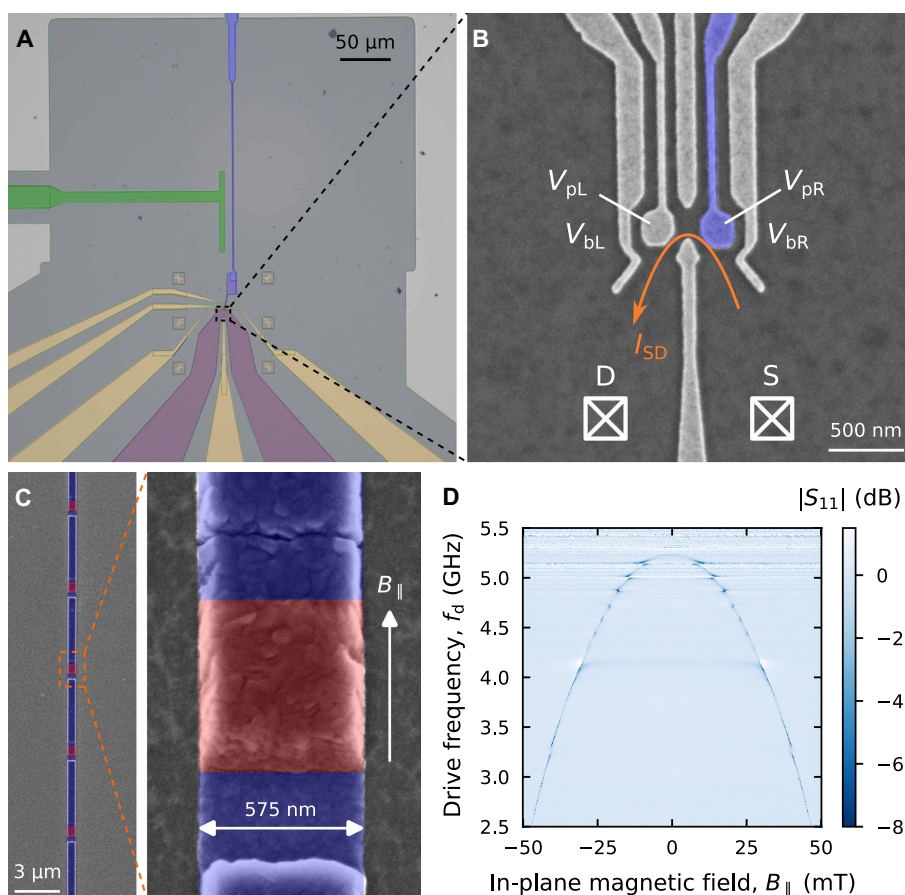 A
50 μm
B
V_pL
V_pR
V_bL
V_bR
I_SD
D
S
500 nm
C
3 μm
B_∥
575 nm
D
|S_11| (dB)
5.5
5.0
4.5
4.0
3.5
3.0
2.5
Drive frequency, f_d (GHz)
−50
−25
0
25
50
In-plane magnetic field, B_∥ (mT)
0
−2
−4
−6
−8